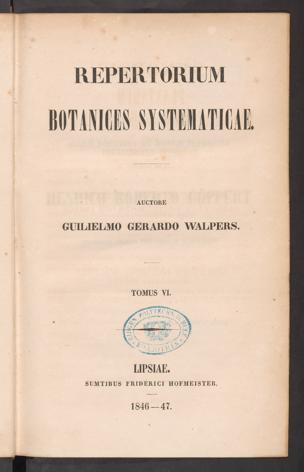 REPERTORIUM
BOTANICES SYSTEMATICAE.
AUCTORE
GUILIELMO GERARDO WALPERS.
TOMUS VI.
LIPSIAE.
SUMTIBUS FRIDERICI HOFMEISTER.
1846—47.